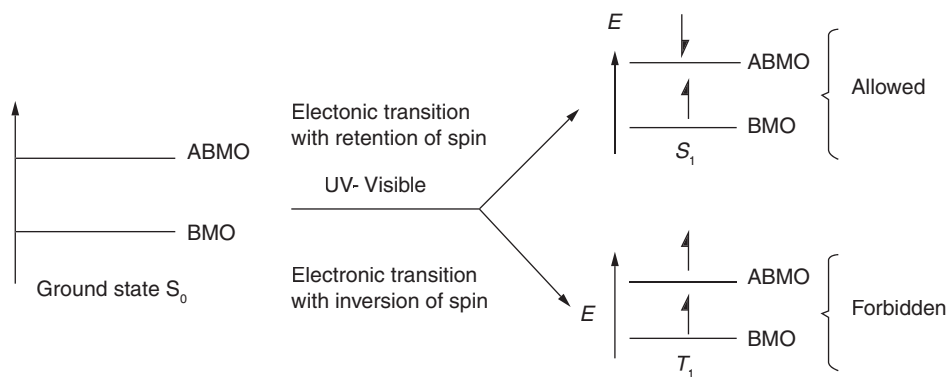 ABMO
BMO
Ground state S₀
Electonic transition
with retention of spin
UV- Visible
Electronic transition
with inversion of spin
E
ABMO
BMO
S₁
Allowed
E
ABMO
BMO
T₁
Forbidden